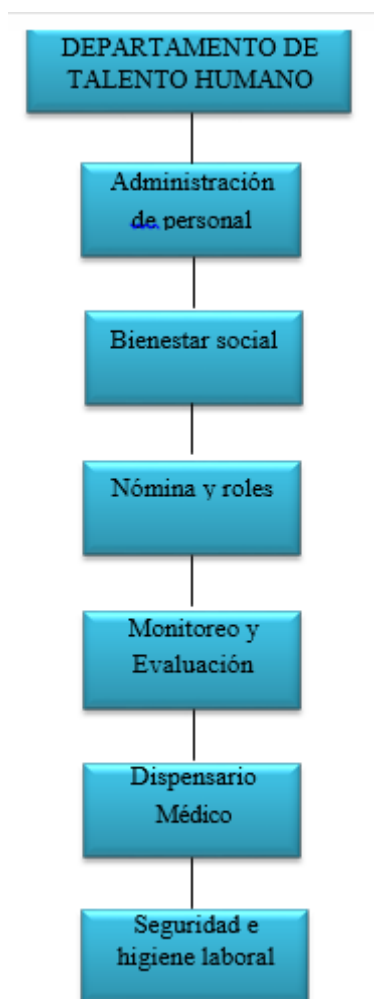 DEPARTAMENTO DE
TALENTO HUMANO
Administración
de personal
Bienestar social
Nómina y roles
Monitoreo y
Evaluación
Dispensario
Médico
Seguridad e
higiene laboral